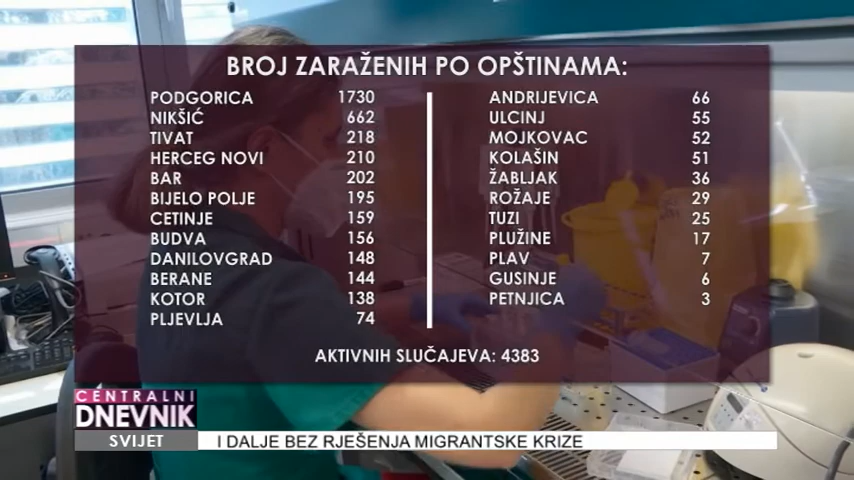 BROJ ZARAŽENIH PO OPŠTINAMA:
PODGORICA 1730
NIKŠIĆ 662
TIVAT 218
HERCEG NOVI 210
BAR 202
BIJELO POLJE 195
CETINJE 159
BUDVA 156
DANILOVGRAD 148
BERANE 144
KOTOR 138
PLJEVLJA 74
ANDRIJEVICA 66
ULCINJ 55
MOJKOVAC 52
KOLAŠIN 51
ŽABLJAK 36
ROŽAJE 29
TUZI 25
PLUŽINE 17
PLAV 7
GUSINJE 6
PETNJICA 3
AKTIVNIH SLUČAJEVA: 4383
CENTRALNI
DNEVNIK
SVIJET I DALJE BEZ RJEŠENJA MIGRANTSKE KRIZE